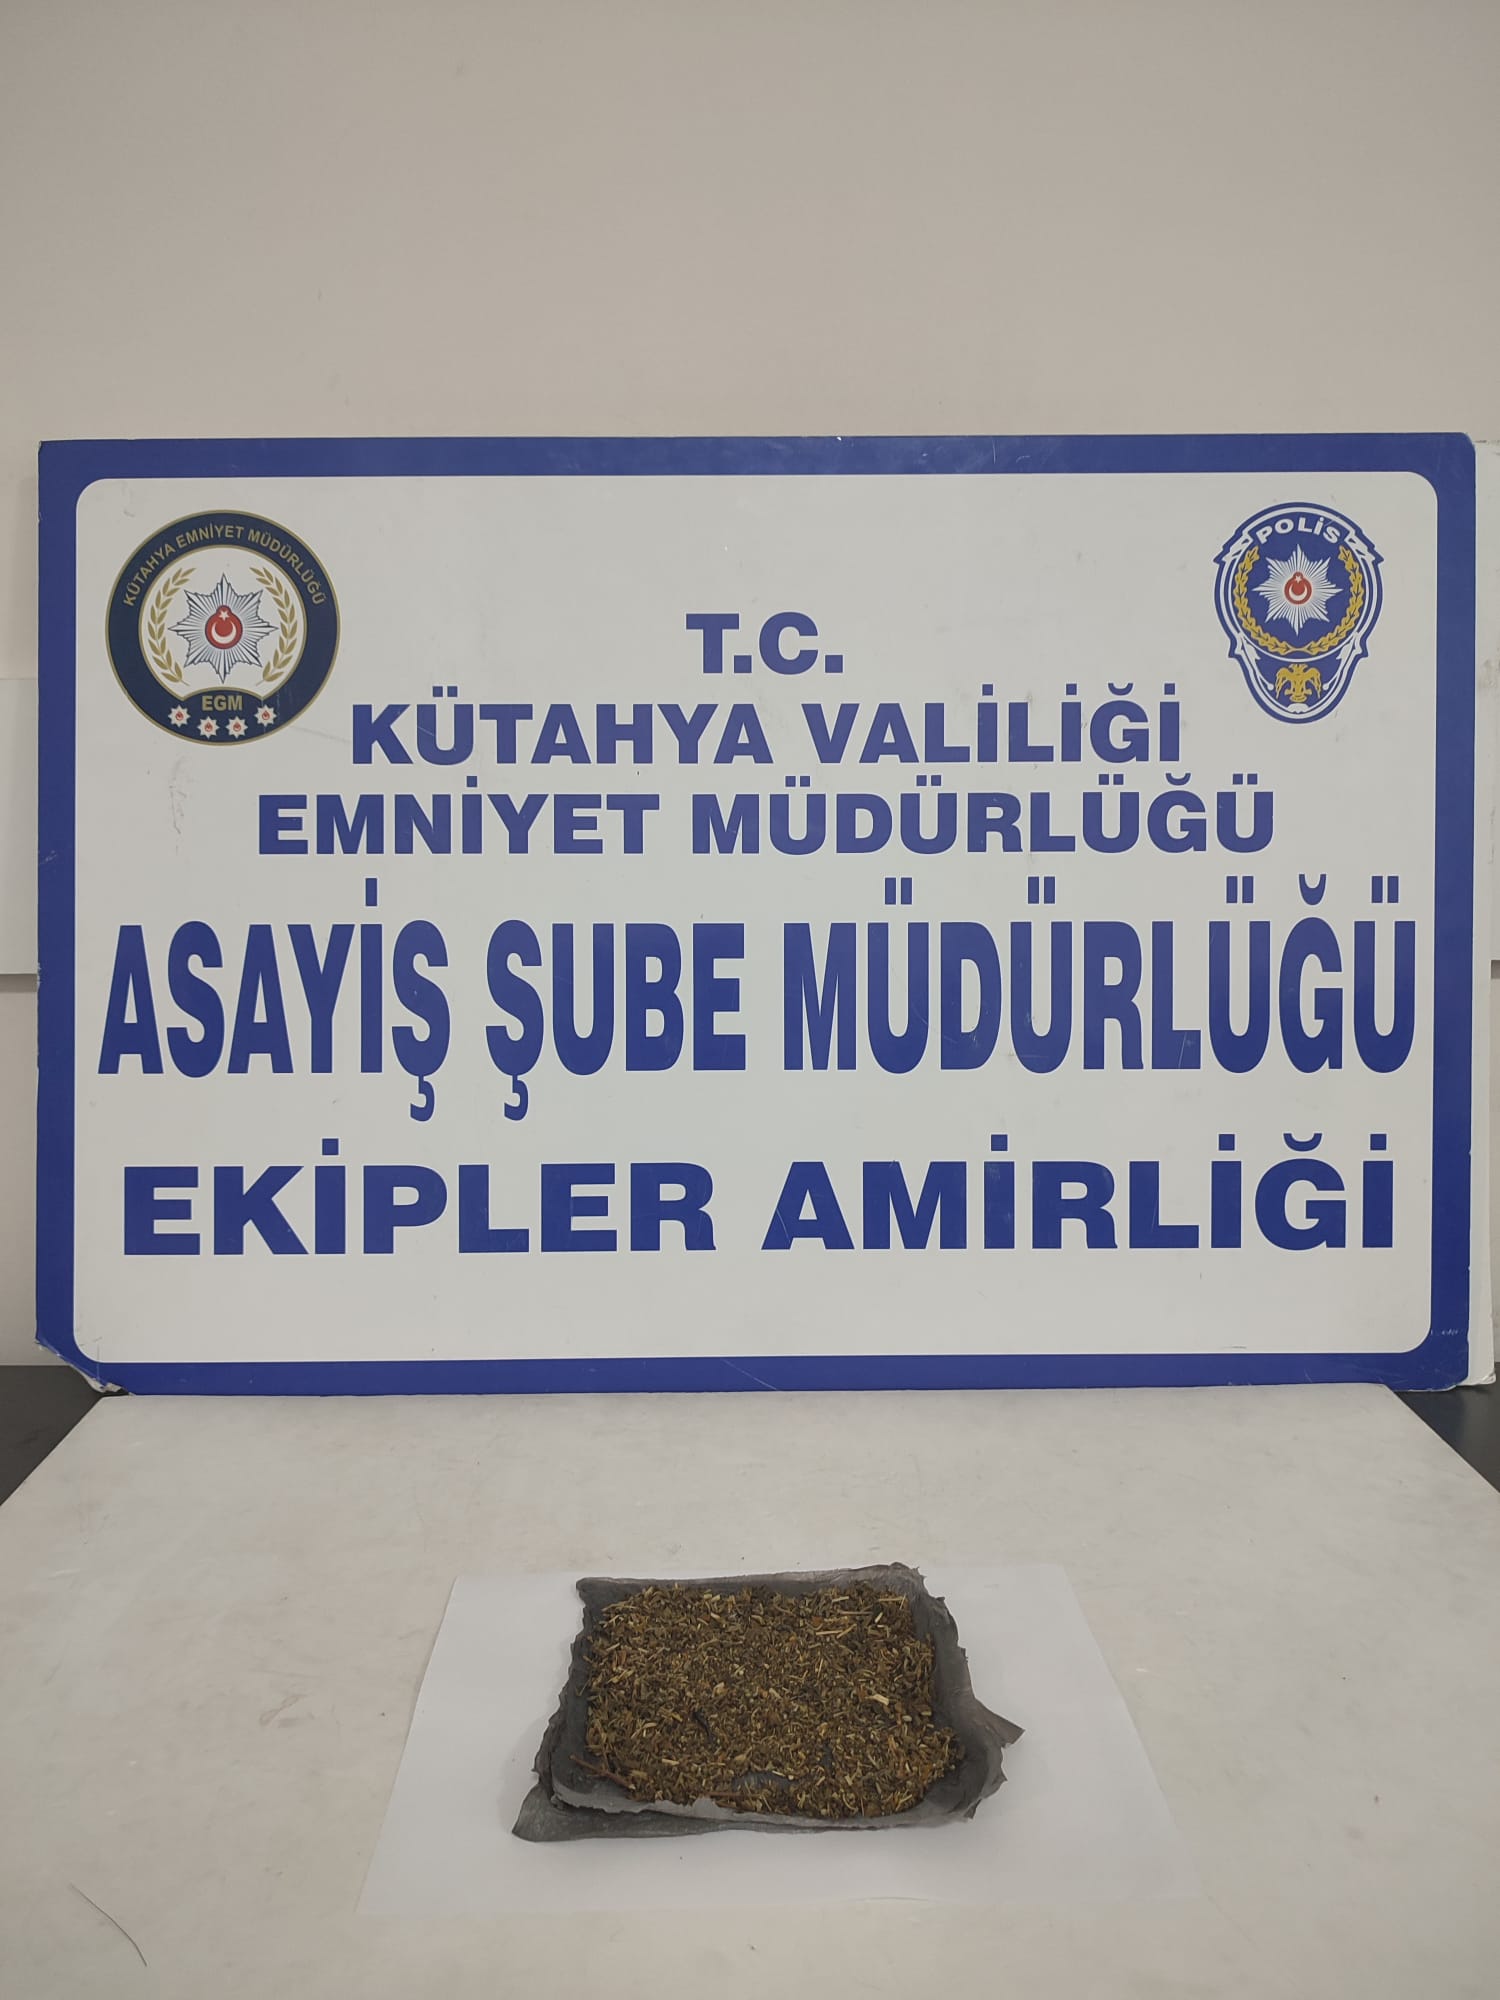 KÜTAHYA EMNİYET MÜDÜRLÜĞÜ
EGM
POLİS
T.C.
KÜTAHYA VALİLİĞİ
EMNİYET MÜDÜRLÜĞÜ
ASAYİŞ ŞUBE MÜDÜRLÜĞÜ
EKİPLER AMİRLİĞİ